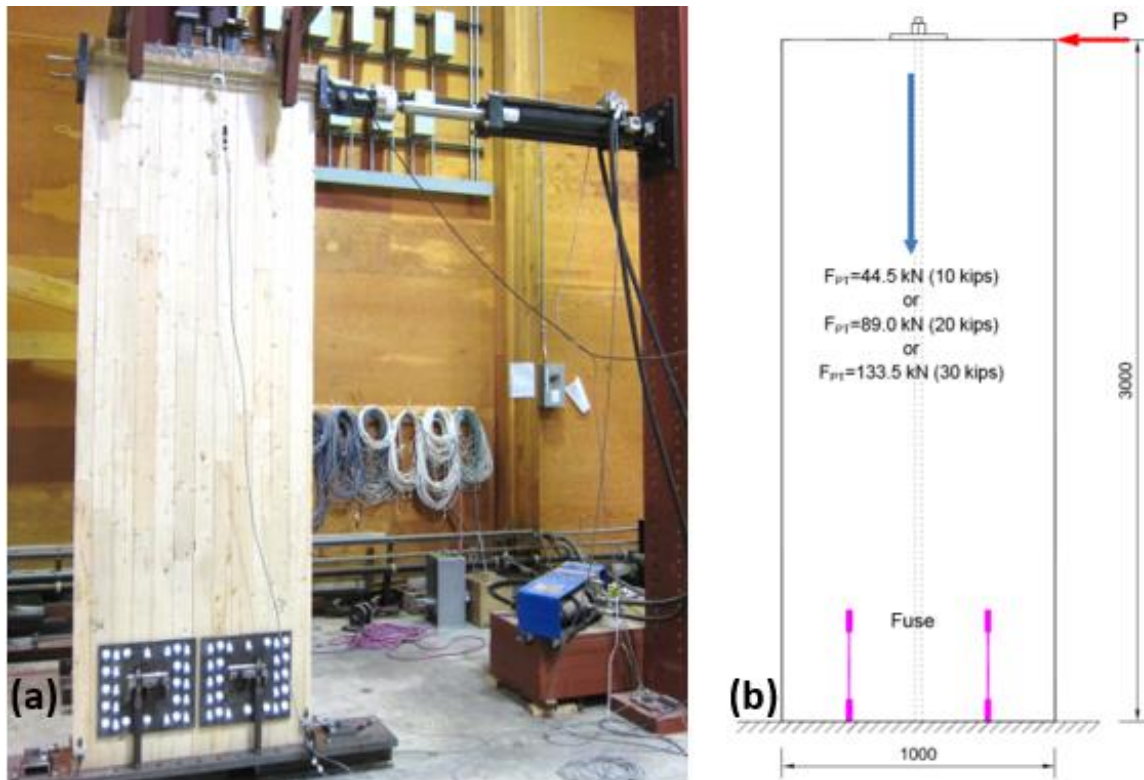 (a)
P
F_PT=44.5 kN (10 kips)
or
F_PT=89.0 kN (20 kips)
or
F_PT=133.5 kN (30 kips)
3000
Fuse
(b)
1000